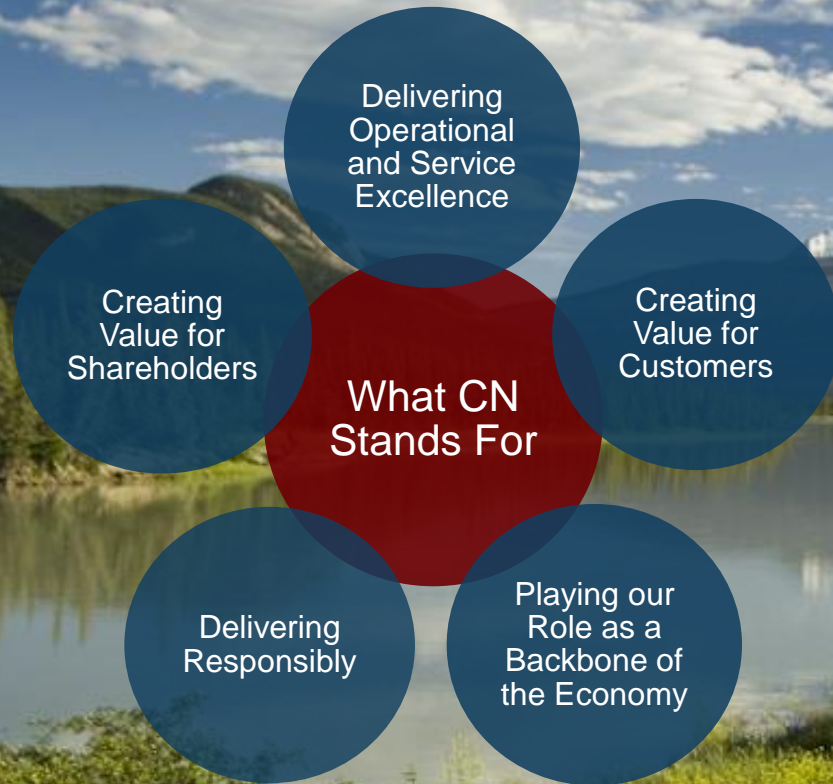 Delivering
Operational
and Service
Excellence
Creating
Value for
Shareholders
Creating
Value for
Customers
What CN
Stands For
Delivering
Responsibly
Playing our
Role as a
Backbone of
the Economy